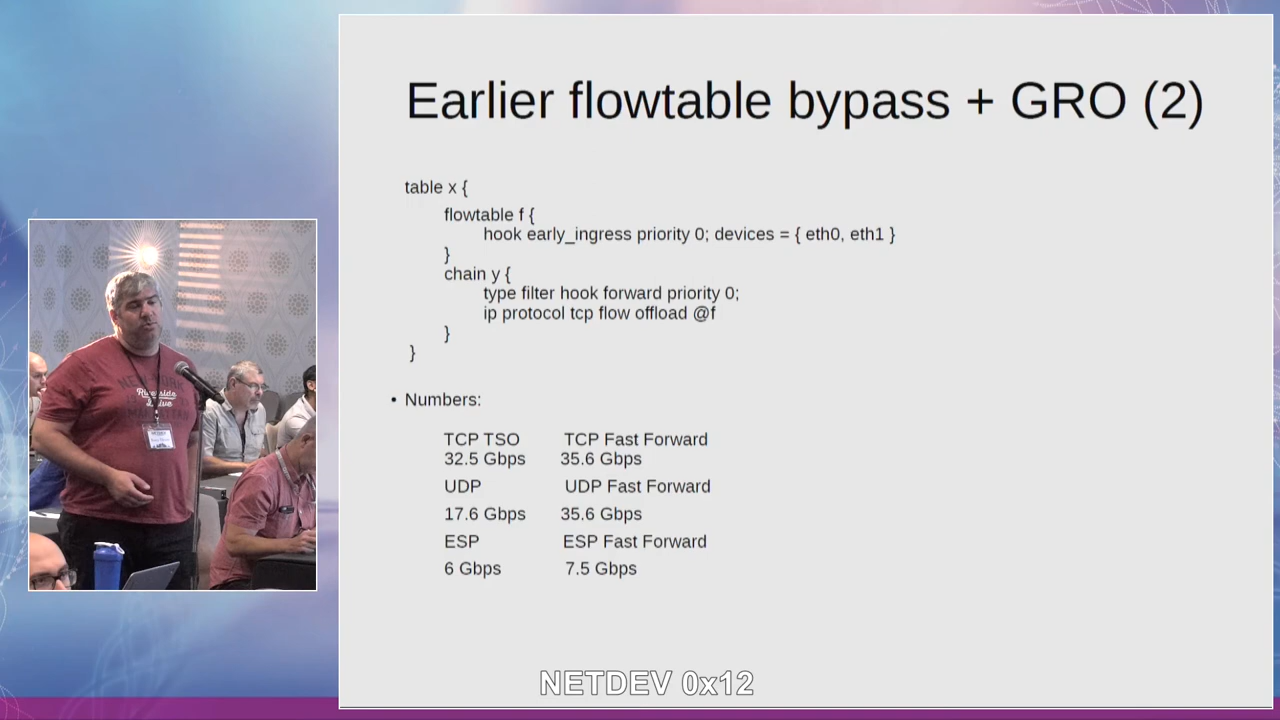 Earlier flowtable bypass + GRO (2)
table x {
flowtable f {
hook early_ingress priority 0; devices = { eth0, eth1 }
}
chain y {
type filter hook forward priority 0;
ip protocol tcp flow offload @f
}
}
• Numbers:
TCP TSO TCP Fast Forward
32.5 Gbps 35.6 Gbps
UDP UDP Fast Forward
17.6 Gbps 35.6 Gbps
ESP ESP Fast Forward
6 Gbps 7.5 Gbps
Riverside
Drive
NETDEV 0x12